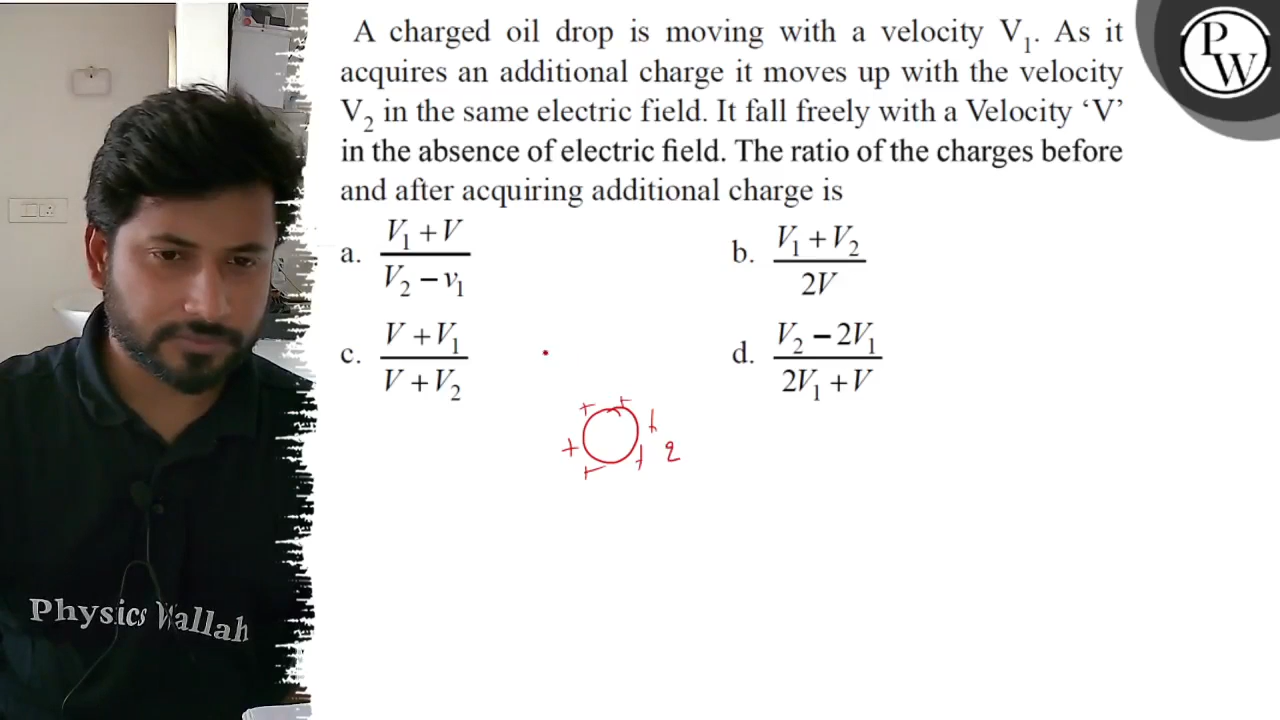 A charged oil drop is moving with a velocity V₁. As it
acquires an additional charge it moves up with the velocity
V₂ in the same electric field. It fall freely with a Velocity ‘V’
in the absence of electric field. The ratio of the charges before
and after acquiring additional charge is
a. (V₁ + V)/(V₂ − v₁)
b. (V₁ + V₂)/2V
c. (V + V₁)/(V + V₂)
d. (V₂ − 2V₁)/(2V₁ + V)
+ + + + + +
q
PW
Physics Wallah